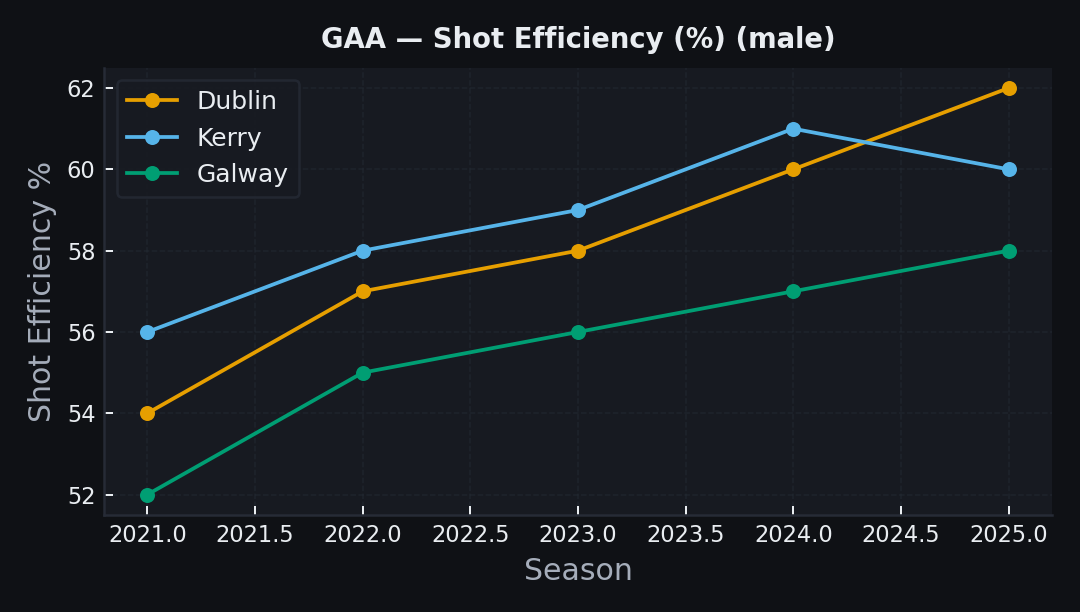 GAA — Shot Efficiency (%) (male)
Dublin
Kerry
Galway
Shot Efficiency %
62
60
58
56
54
52
2021.0 2021.5 2022.0 2022.5 2023.0 2023.5 2024.0 2024.5 2025.0
Season